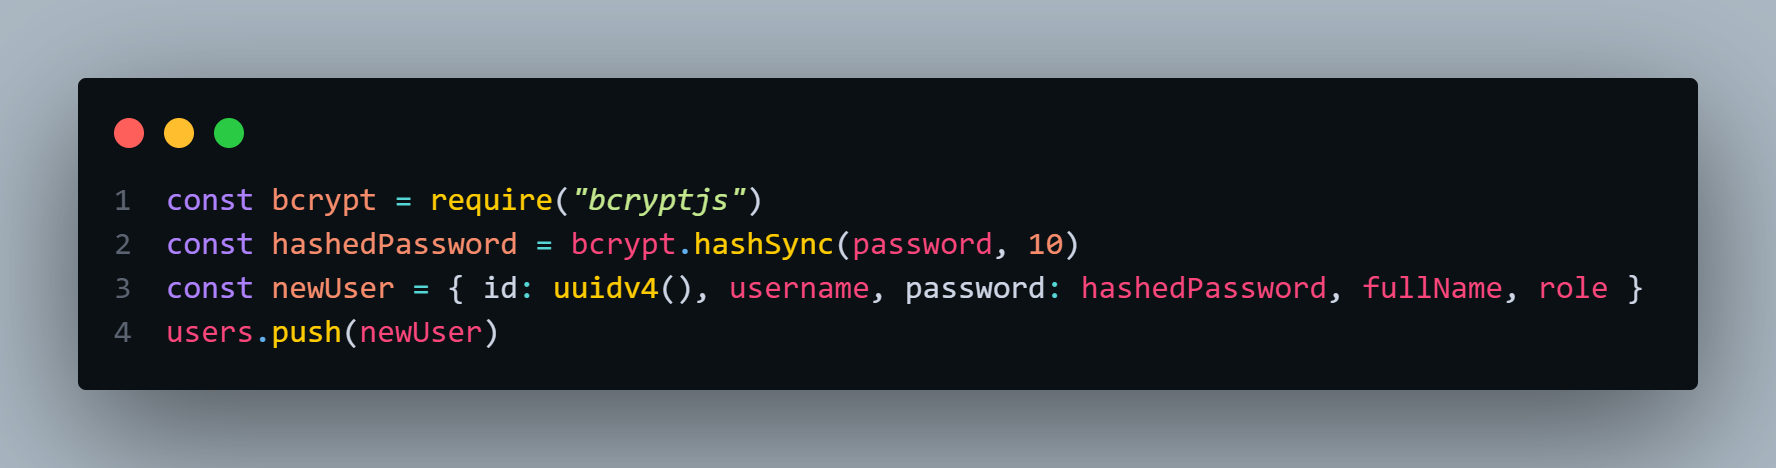 1 const bcrypt = require("bcryptjs")
2 const hashedPassword = bcrypt.hashSync(password, 10)
3 const newUser = { id: uuidv4(), username, password: hashedPassword, fullName, role }
4 users.push(newUser)